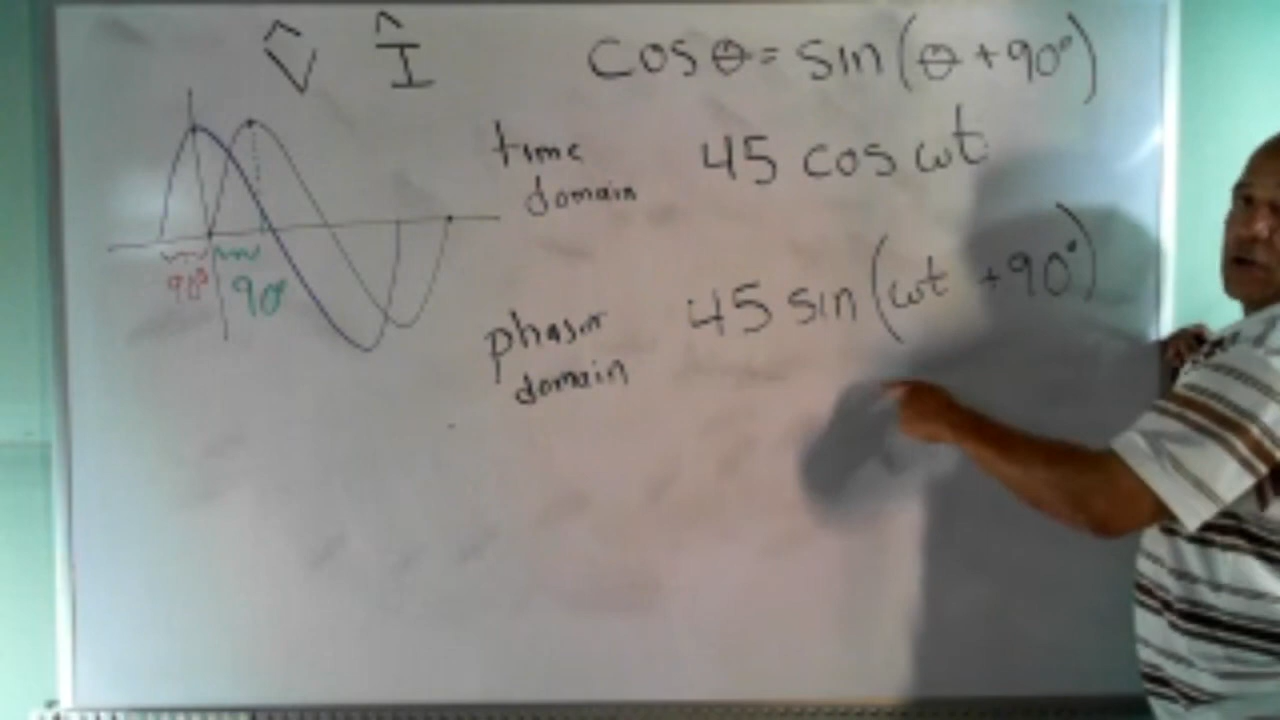 V̂ Î
cos θ = sin(θ + 90°)
time
domain
45 cos ωt
90° 90°
phasor
domain
45 sin(ωt + 90°)